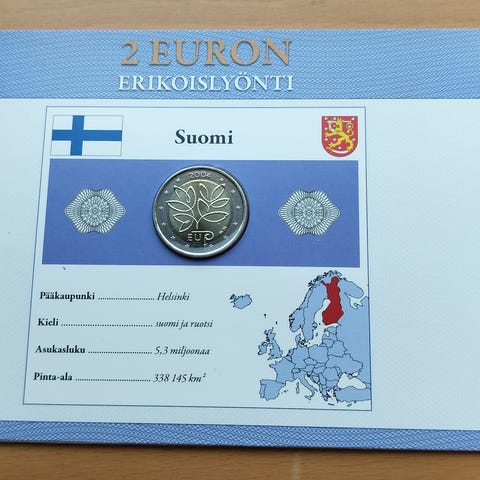 2 EURON
ERIKOISLYÖNTI
Suomi
2004
EU
Pääkaupunki ................ Helsinki
Kieli ................ suomi ja ruotsi
Asukasluku ................ 5,3 miljoonaa
Pinta-ala ................ 338 145 km²